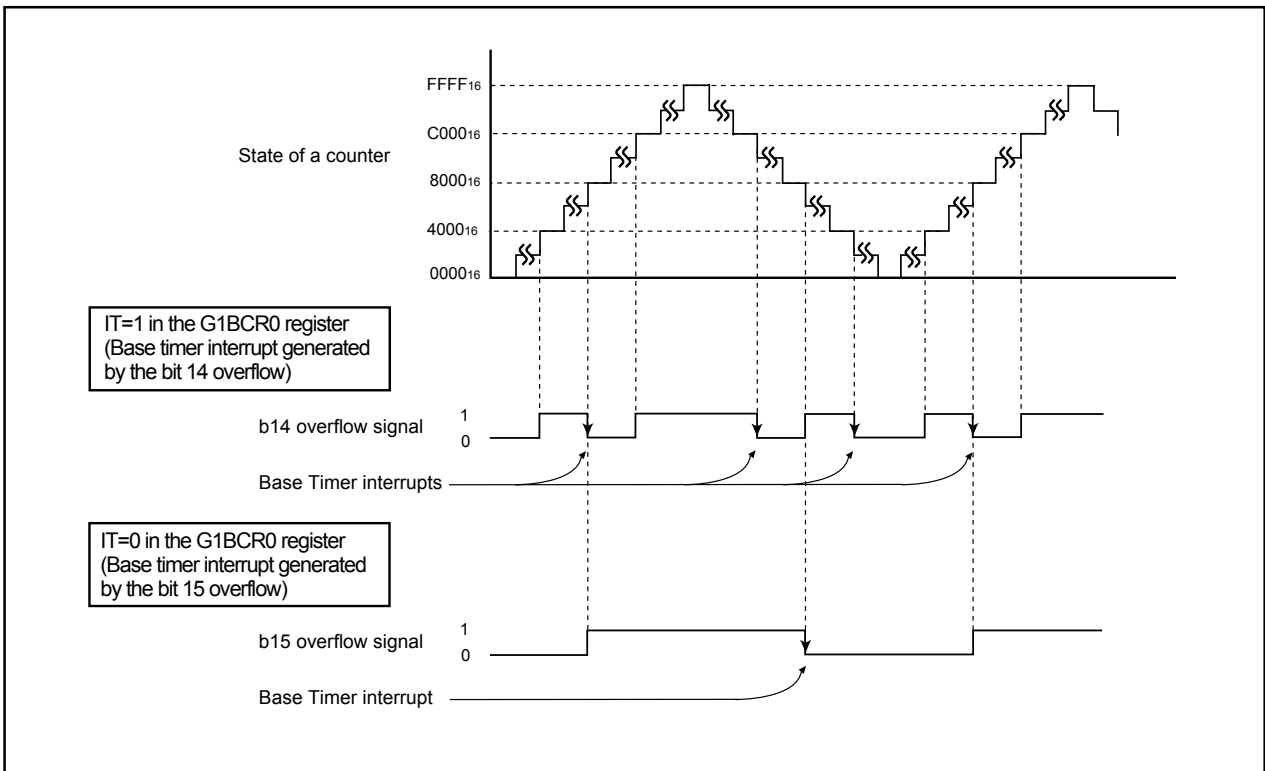 FFFF16
C00016
State of a counter
800016
400016
000016
IT=1 in the G1BCR0 register
(Base timer interrupt generated
by the bit 14 overflow)
b14 overflow signal
1
0
Base Timer interrupts
IT=0 in the G1BCR0 register
(Base timer interrupt generated
by the bit 15 overflow)
b15 overflow signal
1
0
Base Timer interrupt